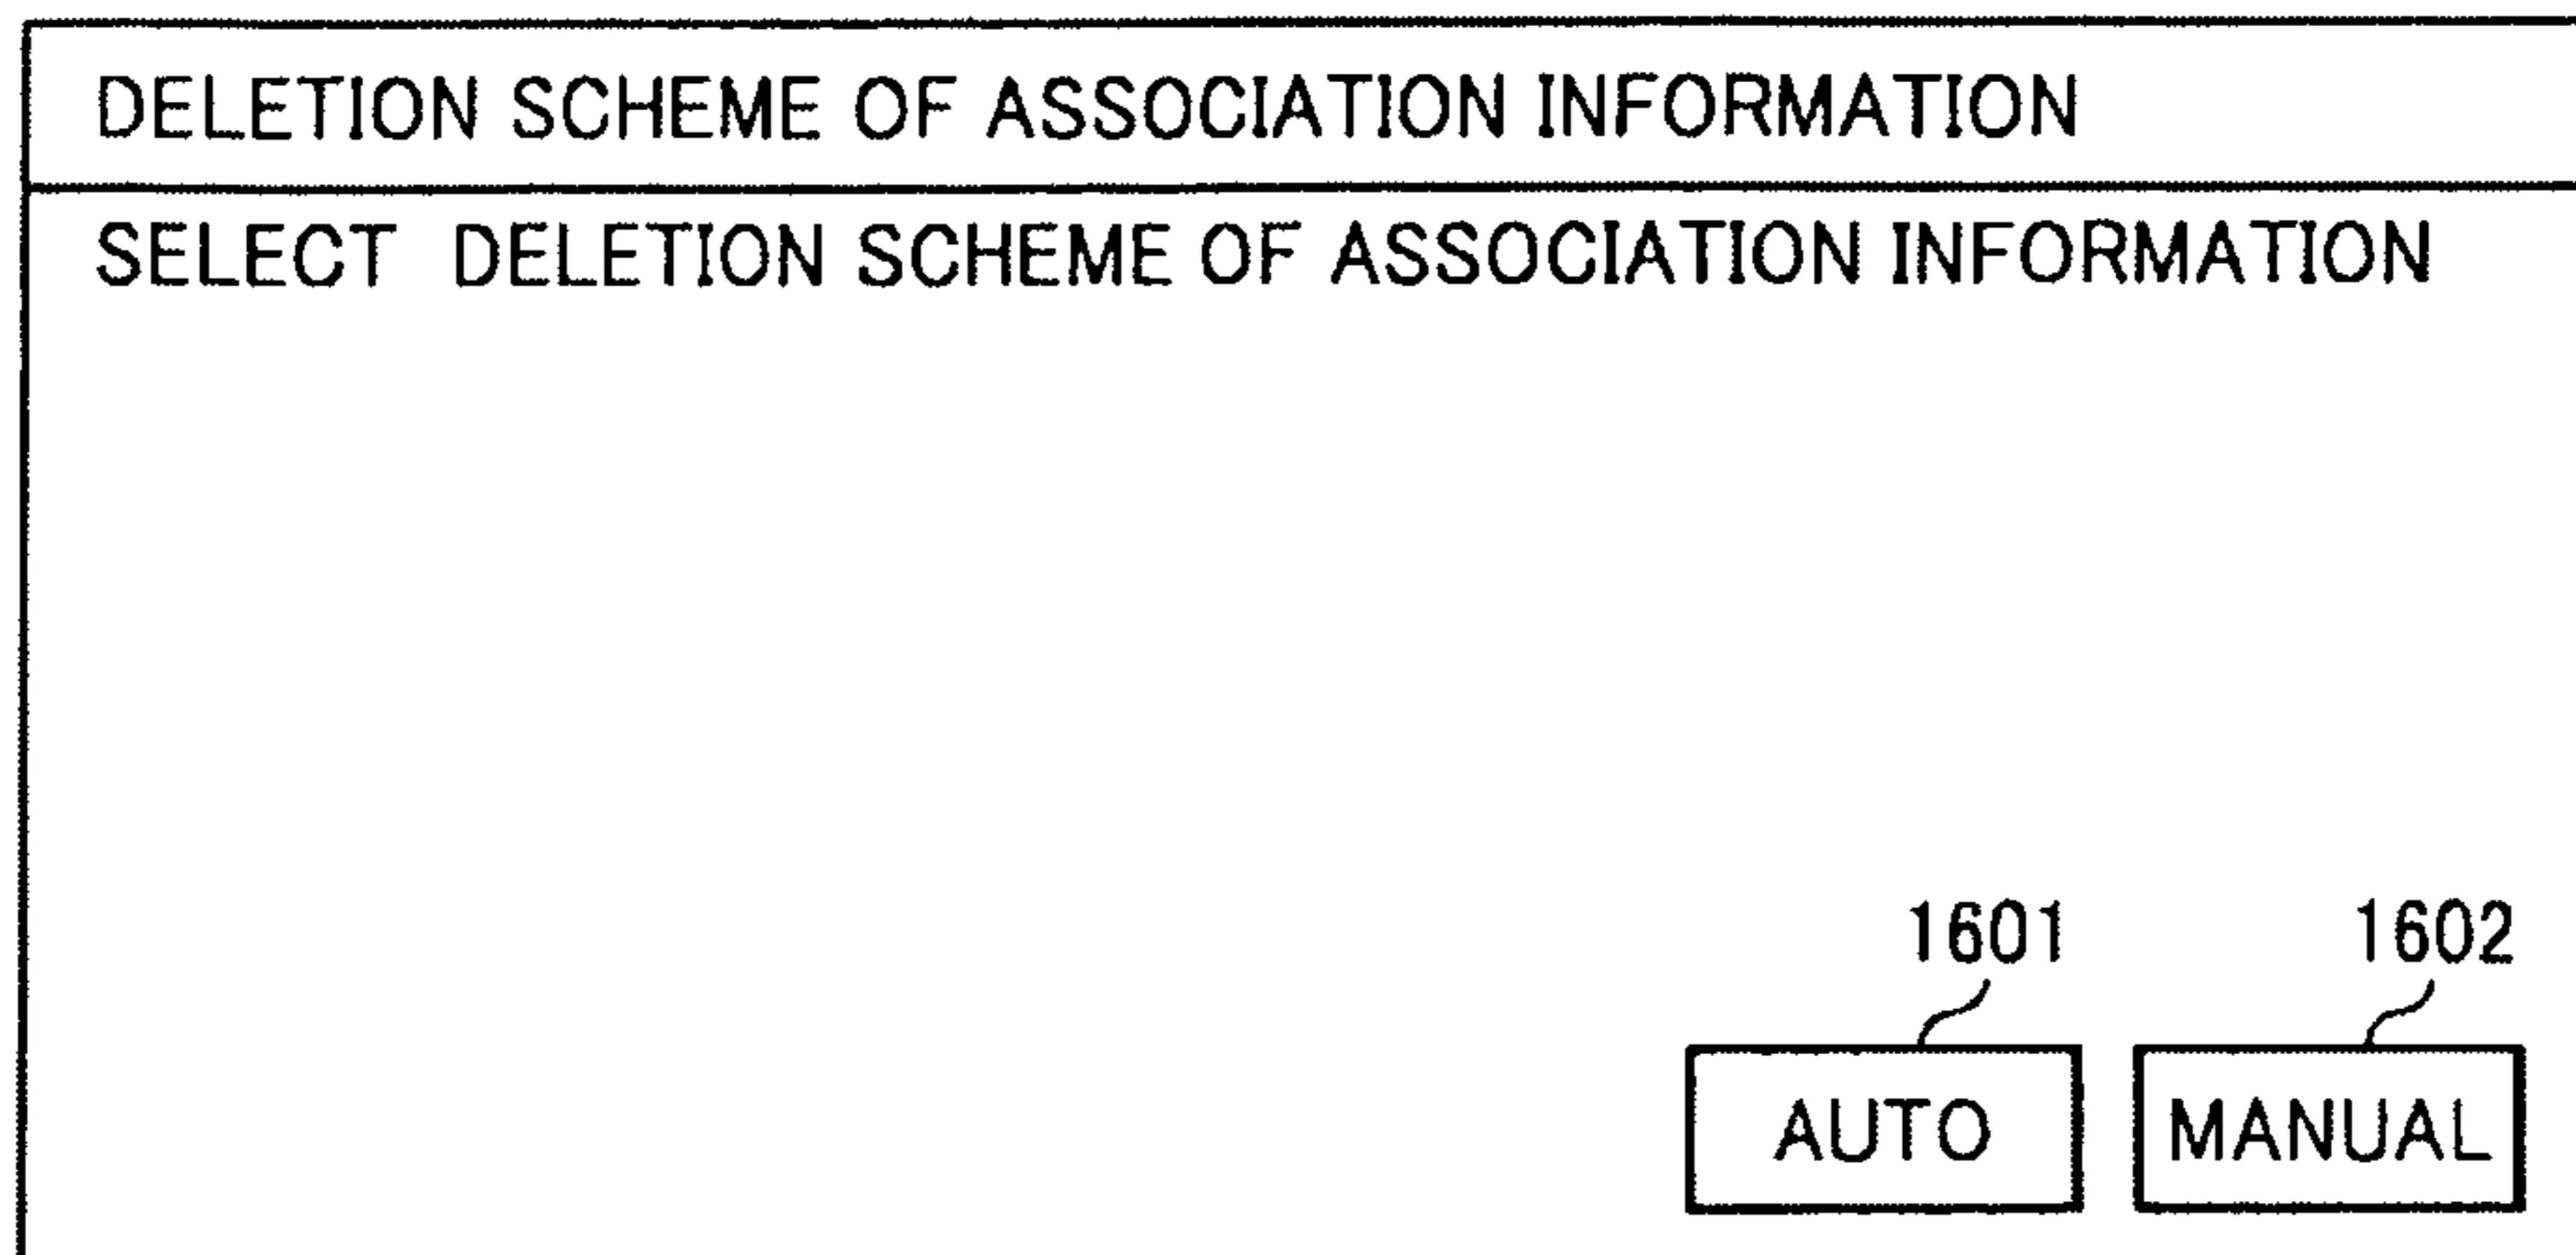 DELETION SCHEME OF ASSOCIATION INFORMATION
SELECT DELETION SCHEME OF ASSOCIATION INFORMATION
1601 1602
AUTO MANUAL